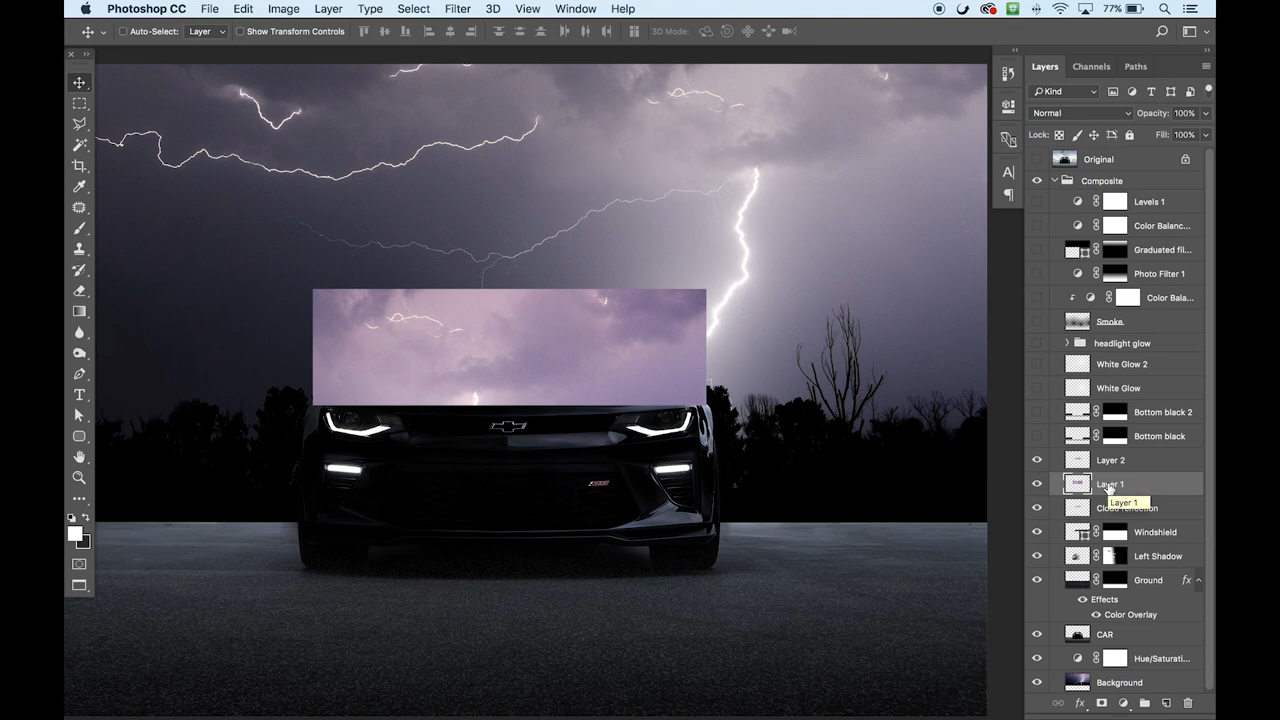 Photoshop CC File Edit Image Layer Type Select Filter 3D View Window Help 77%
Auto-Select: Layer Show Transform Controls 3D Mode:
Layers Channels Paths
Kind
Normal Opacity: 100%
Lock: Fill: 100%
Original
Composite
Levels 1
Color Balanc...
Graduated fil...
Photo Filter 1
Color Bala...
Smoke
headlight glow
White Glow 2
White Glow
Bottom black 2
Bottom black
Layer 2
Layer 1
Layer 1
Windshield
Left Shadow
Ground fx
Effects
Color Overlay
CAR
Hue/Saturati...
Background